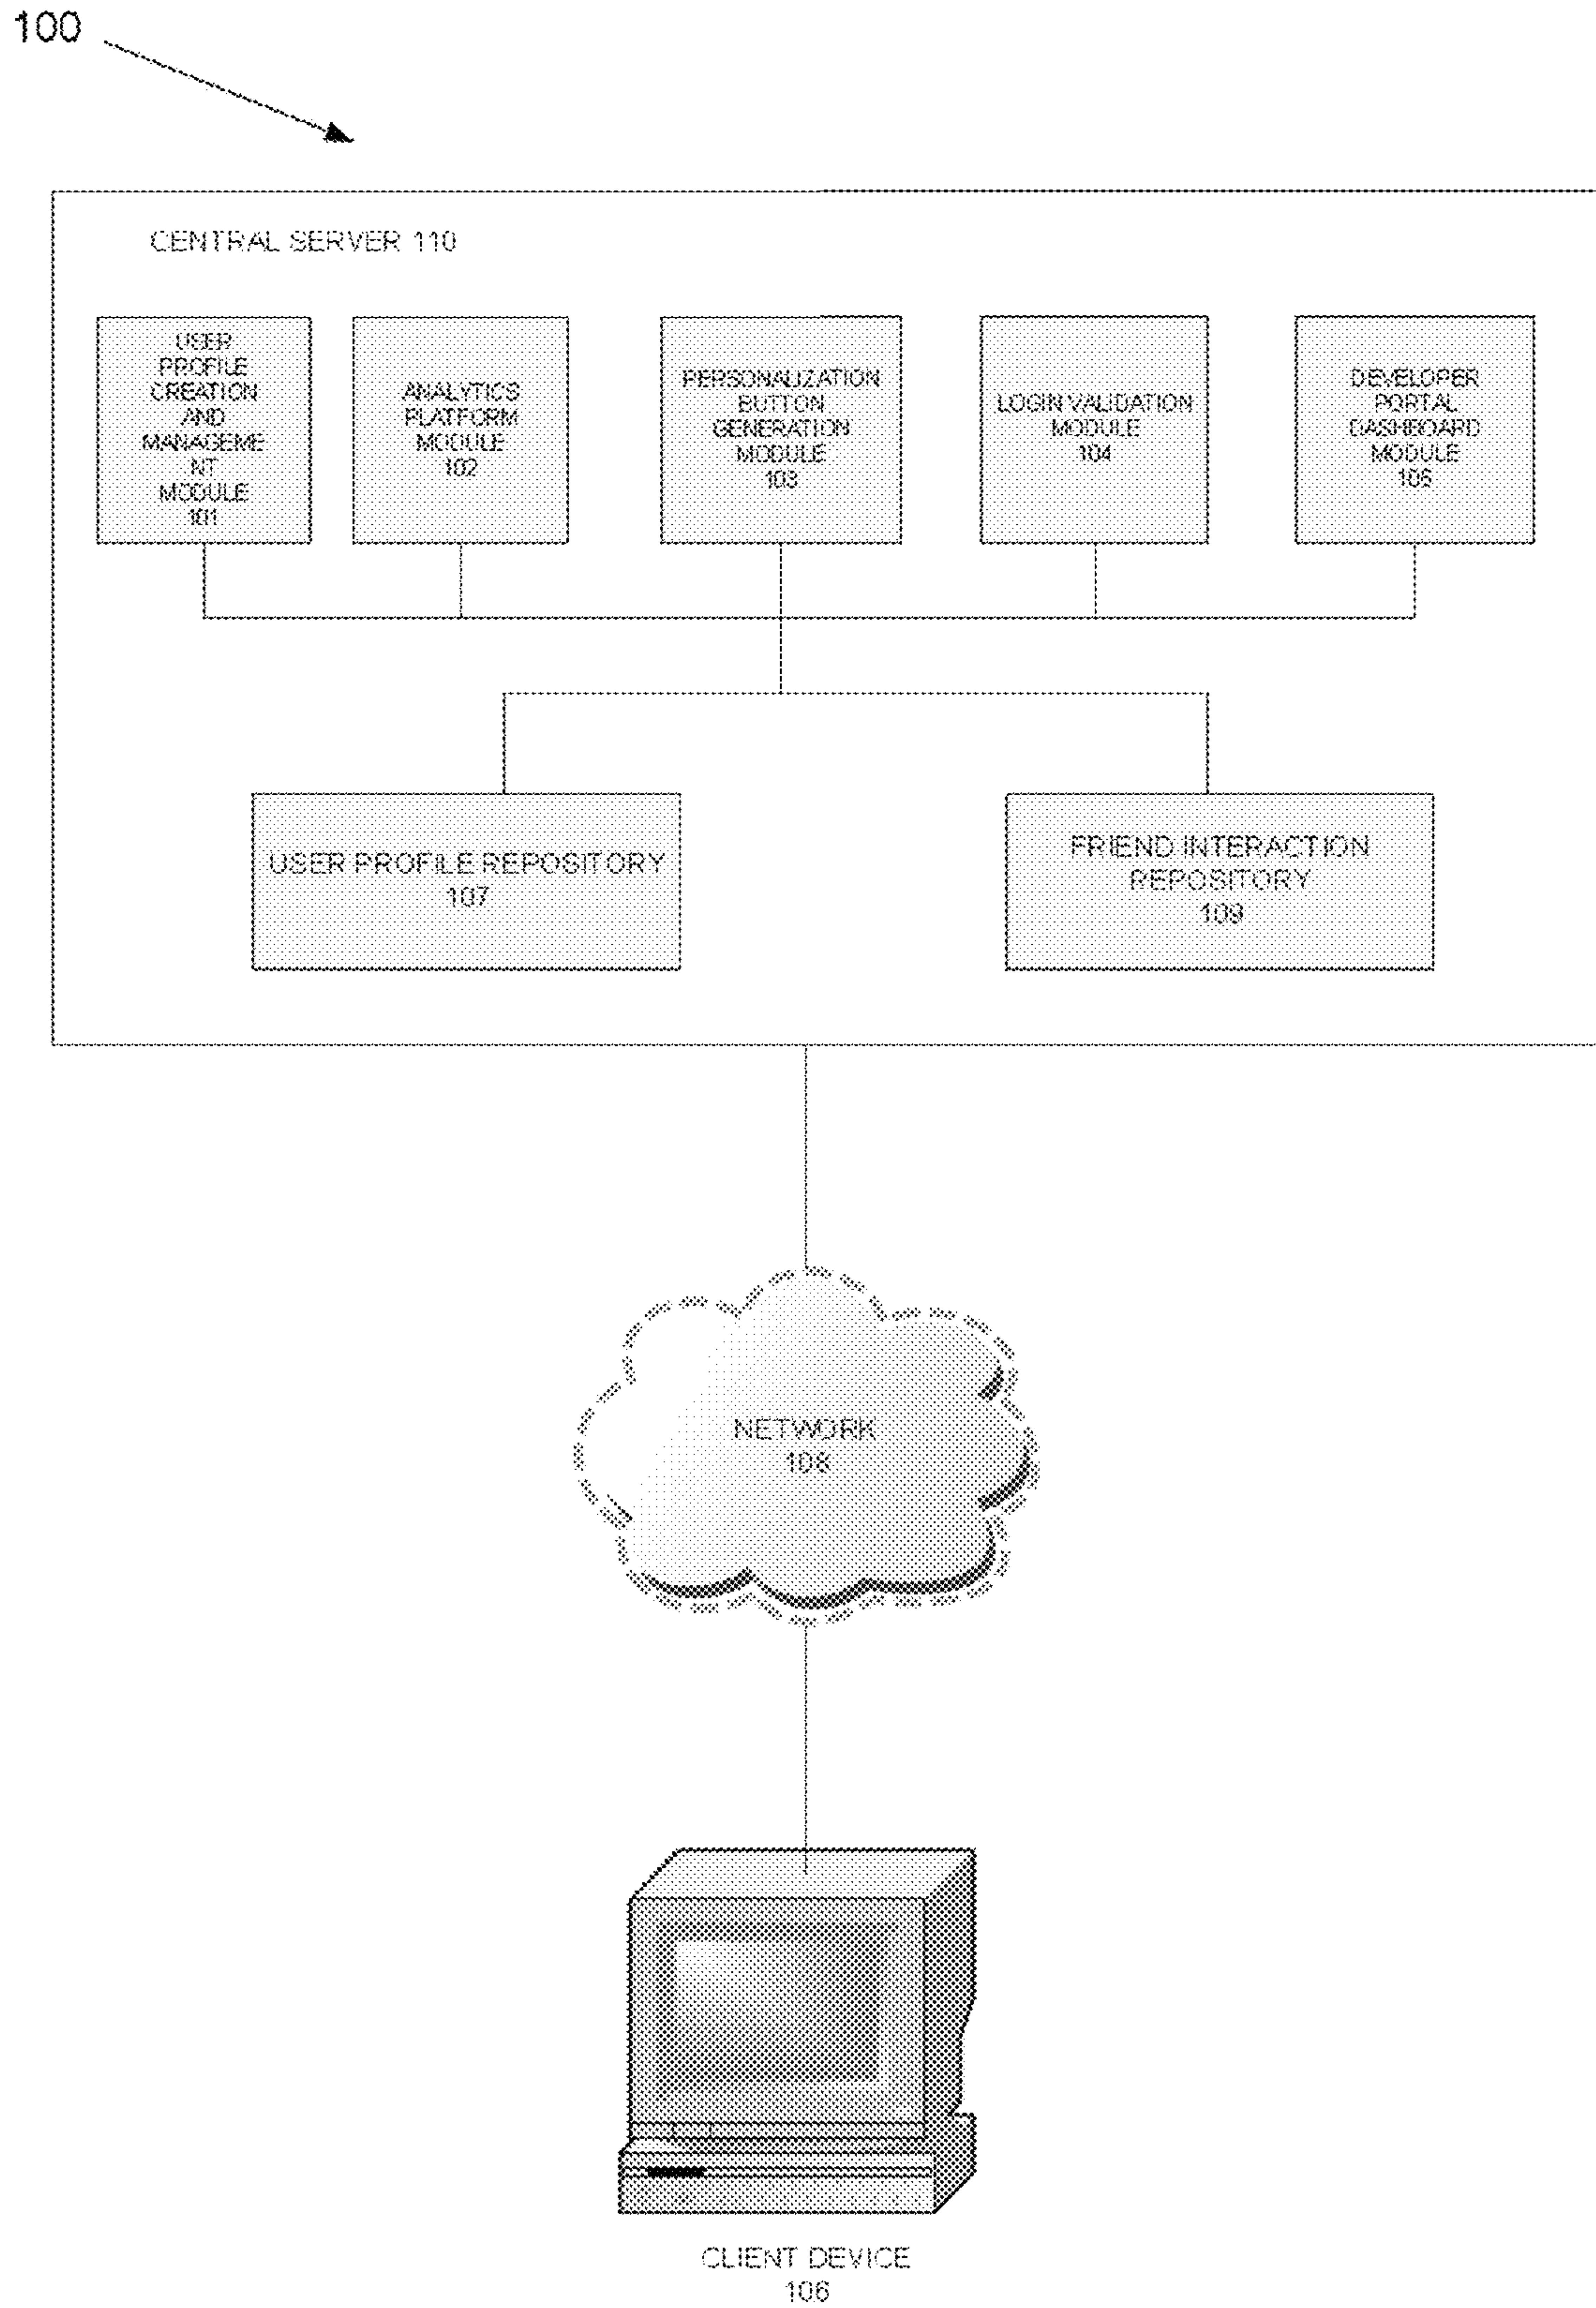 100
CENTRAL SERVER 110
USER
PROFILE
CREATION
AND
MANAGEME
NT
MODULE
101
ANALYTICS
PLATFORM
MODULE
102
PERSONALIZATION
BUTTON
GENERATION
MODULE
103
LOGIN VALIDATION
MODULE
104
DEVELOPER
PORTAL
DASHBOARD
MODULE
105
USER PROFILE REPOSITORY
107
FRIEND INTERACTION
REPOSITORY
109
NETWORK
108
CLIENT DEVICE
106